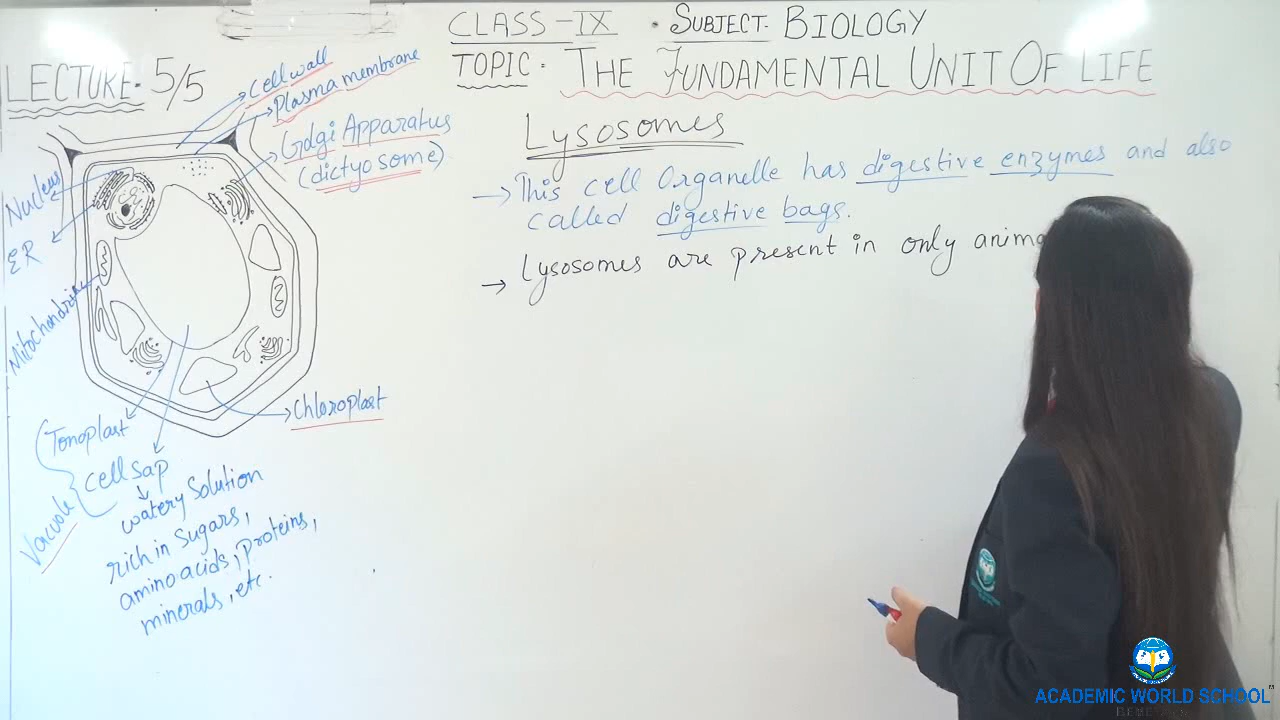 CLASS-IX • SUBJECT. BIOLOGY
LECTURE. 5/5
TOPIC. THE FUNDAMENTAL UNIT OF LIFE
Cell wall
Plasma membrane
Golgi Apparatus
(dictyosome)
Nucleus
ER
Mitochondria
Chloroplast
Tonoplast
cell sap
Vacuole
watery solution
rich in sugars,
amino acids, proteins,
minerals, etc.
Lysosomes
→ This cell organelle has digestive enzymes and also
called digestive bags.
→ Lysosomes are present in only anima
ACADEMIC WORLD SCHOOL